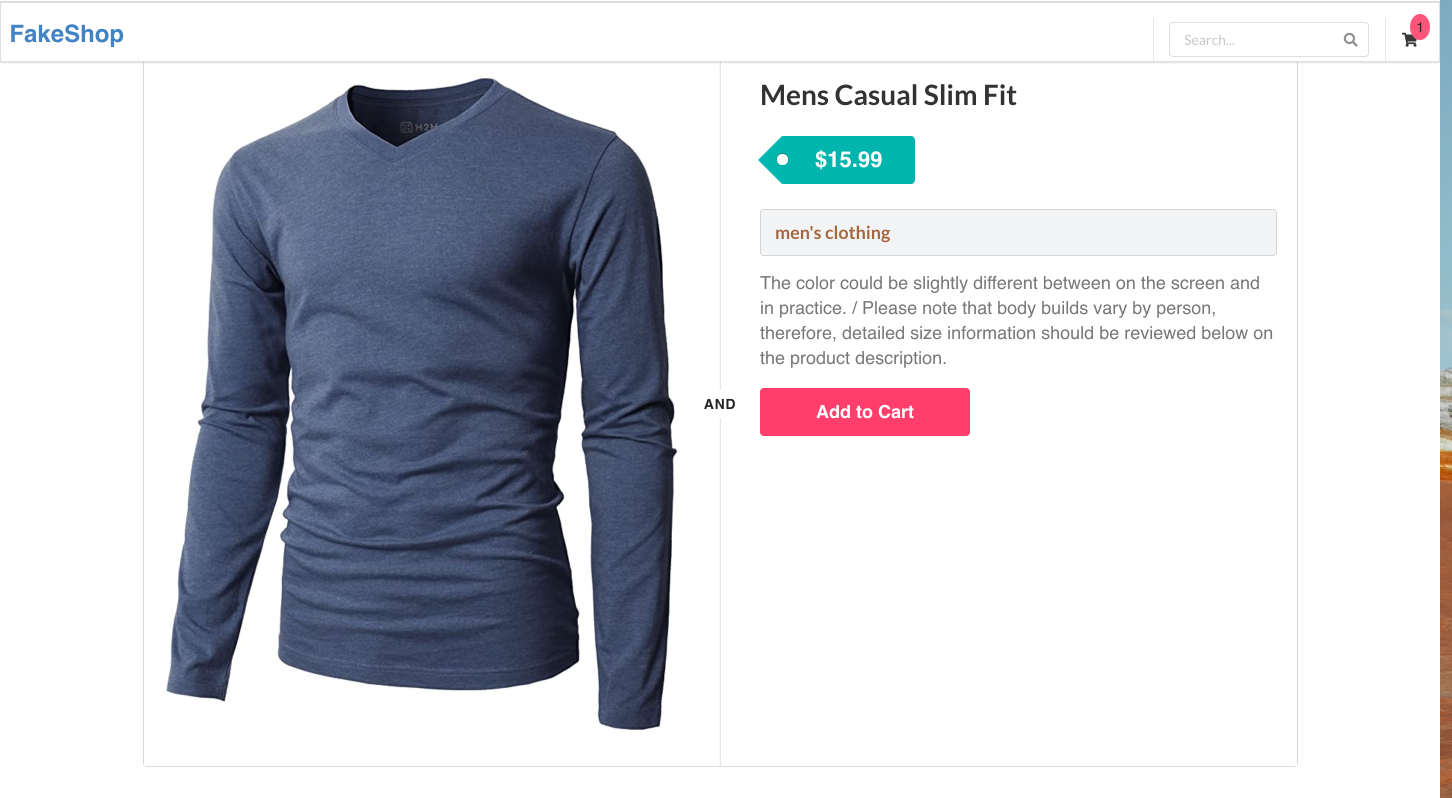 FakeShop
Search...
1
Mens Casual Slim Fit
$15.99
men's clothing
The color could be slightly different between on the screen and
in practice. / Please note that body builds vary by person,
therefore, detailed size information should be reviewed below on
the product description.
AND
Add to Cart